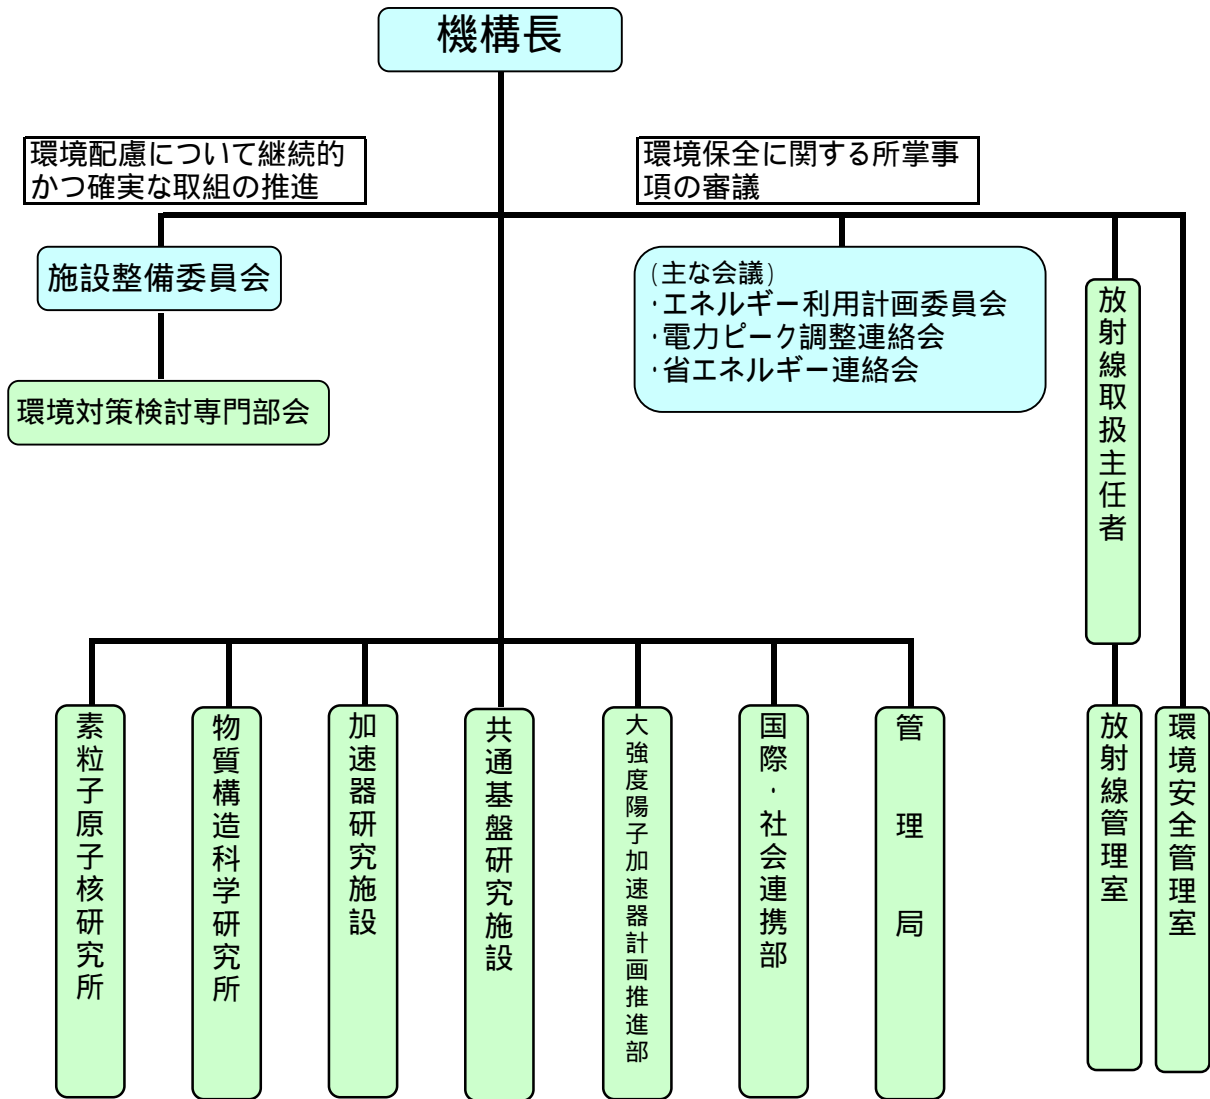 機構長
環境配慮について継続的
かつ確実な取組の推進
環境保全に関する所掌事
項の審議
施設整備委員会
(主な会議)
・エネルギー利用計画委員会
・電力ピーク調整連絡会
・省エネルギー連絡会
環境対策検討専門部会
放射線取扱主任者
素粒子原子核研究所
物質構造科学研究所
加速器研究施設
共通基盤研究施設
大強度陽子加速器計画推進部
国際・社会連携部
管理局
放射線管理室
環境安全管理室